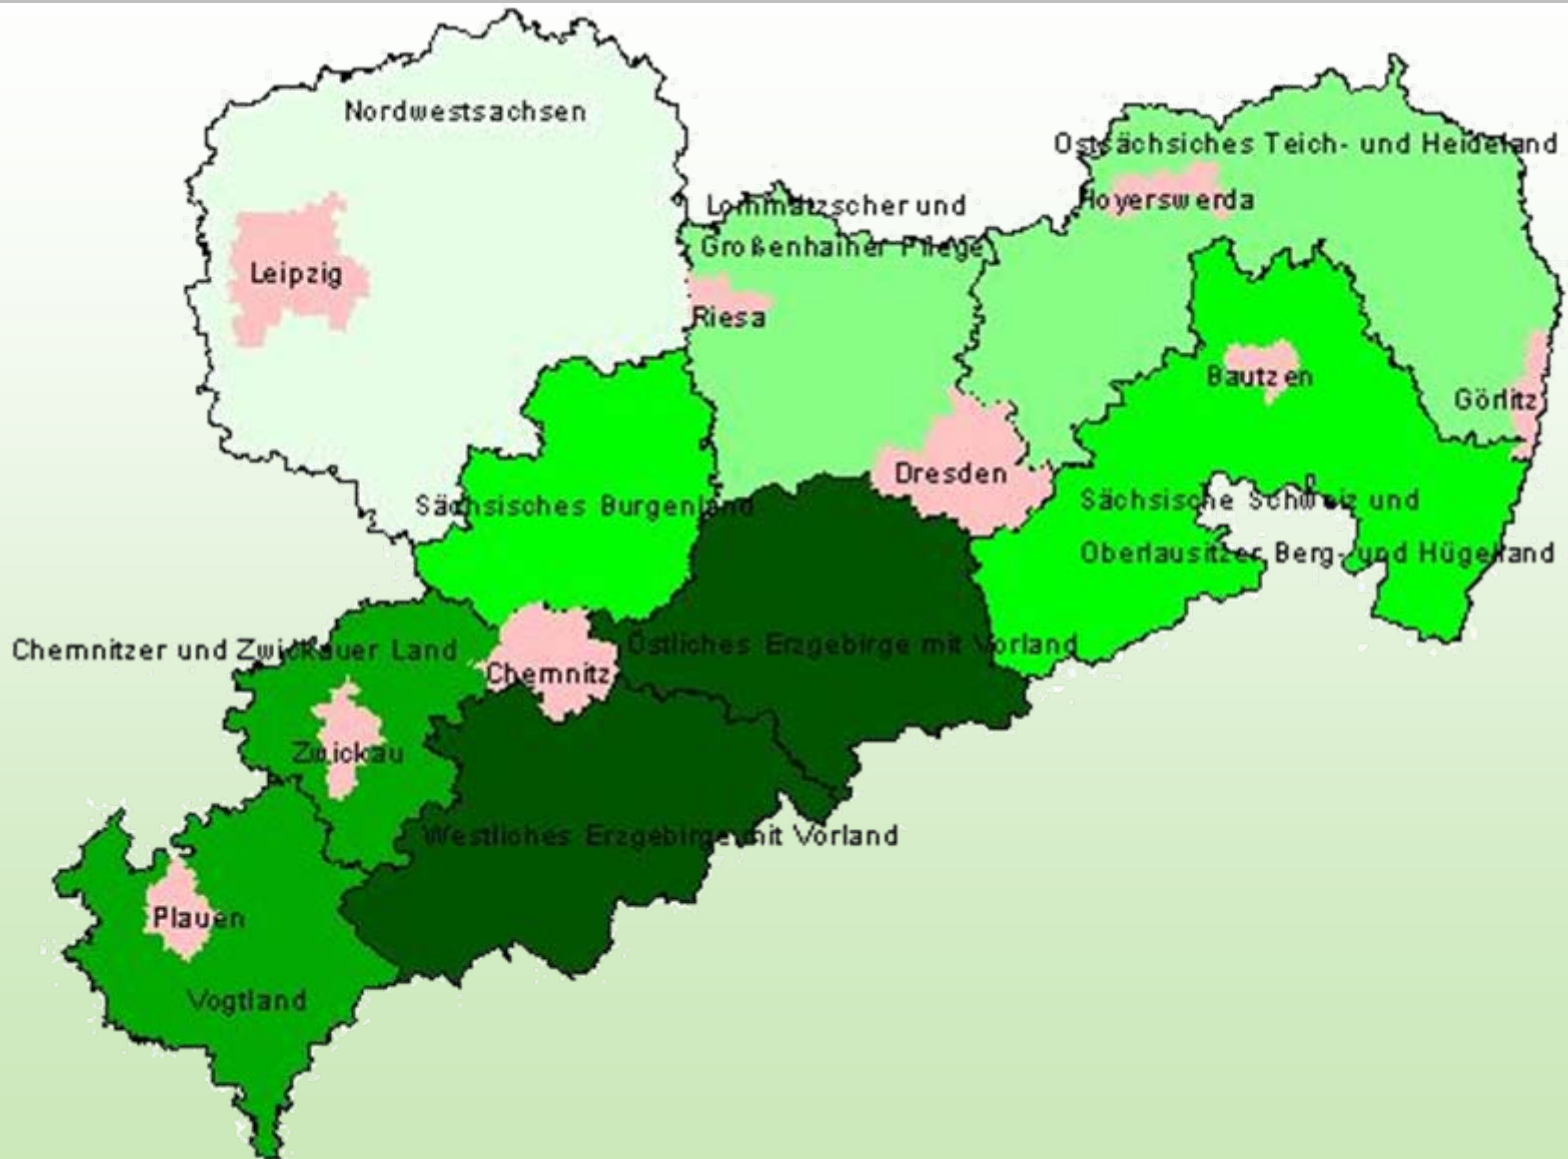 Nordwestsachsen
Ostsächsiches Teich- und Heideland
Hoyerswerda
Lommatzscher und
Großenhainer Pflege
Leipzig
Riesa
Bautzen
Görlitz
Dresden
Sächsisches Burgenland
Sächsische Schweiz und
Oberlausitzer Berg- und Hügelland
Chemnitzer und Zwickauer Land
Östliches Erzgebirge mit Vorland
Chemnitz
Zwickau
Westliches Erzgebirge mit Vorland
Plauen
Vogtland